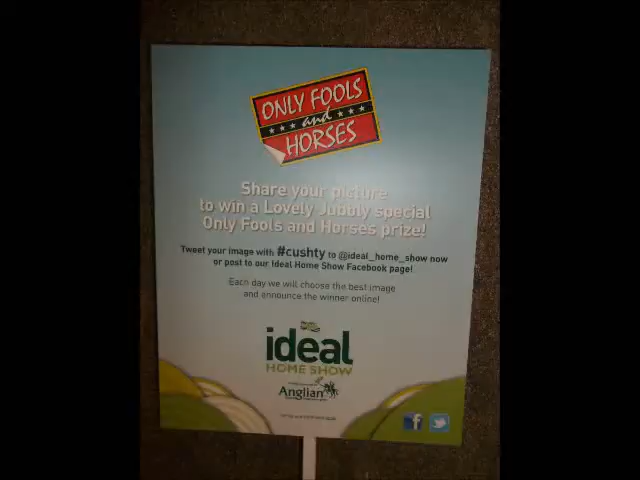 ONLY FOOLS
and
HORSES
Share your picture
to win a Lovely Jubbly special
Only Fools and Horses prize!
Tweet your image with #cushty to @ideal_home_show now
or post to our Ideal Home Show Facebook page!
Each day we will choose the best image
and announce the winner online!
ideal
HOME SHOW
Anglian